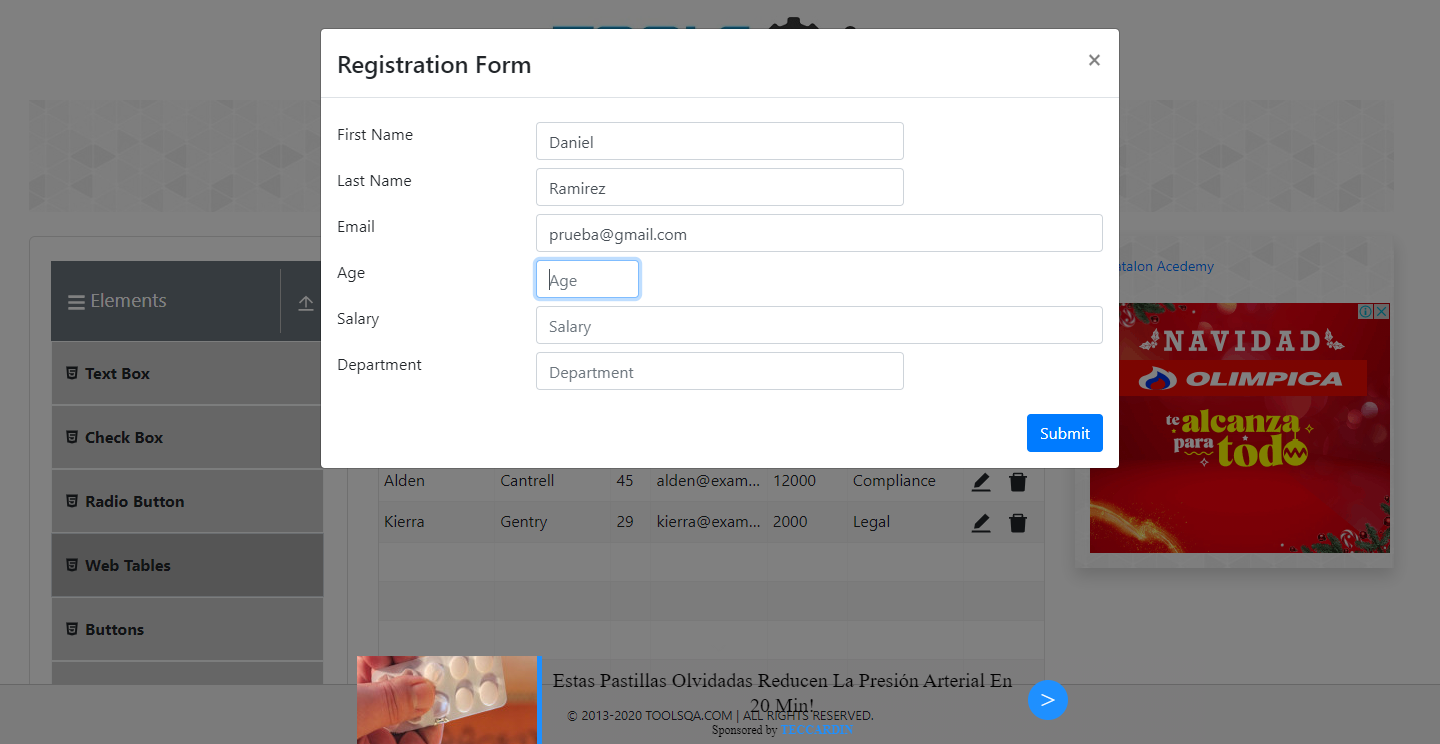 Registration Form
×
First Name
Daniel
Last Name
Ramirez
Email
prueba@gmail.com
Age
Age
Salary
Salary
Department
Department
Submit
Elements
Text Box
Check Box
Radio Button
Web Tables
Buttons
Alden Cantrell 45 alden@exam... 12000 Compliance
Kierra Gentry 29 kierra@exam... 2000 Legal
Acedemy
NAVIDAD
OLIMPICA
te alcanza
para todo
Estas Pastillas Olvidadas Reducen La Presión Arterial En
20 Min!
>
© 2013-2020 TOOLSQA.COM | ALL RIGHTS RESERVED.
Sponsored by